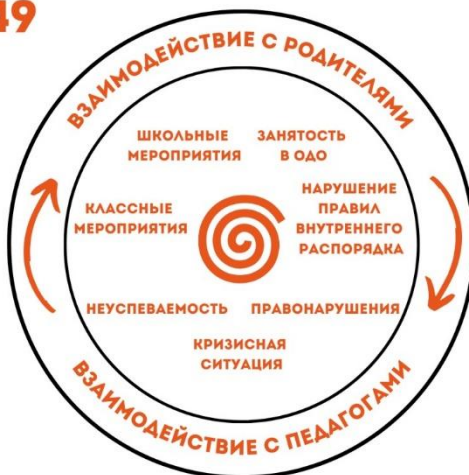 49
ВЗАИМОДЕЙСТВИЕ С РОДИТЕЛЯМИ
ШКОЛЬНЫЕ
МЕРОПРИЯТИЯ
ЗАНЯТОСТЬ
В ОДО
КЛАССНЫЕ
МЕРОПРИЯТИЯ
НАРУШЕНИЕ
ПРАВИЛ
ВНУТРЕННЕГО
РАСПОРЯДКА
НЕУСПЕВАЕМОСТЬ
ПРАВОНАРУШЕНИЯ
КРИЗИСНАЯ
СИТУАЦИЯ
ВЗАИМОДЕЙСТВИЕ С ПЕДАГОГАМИ